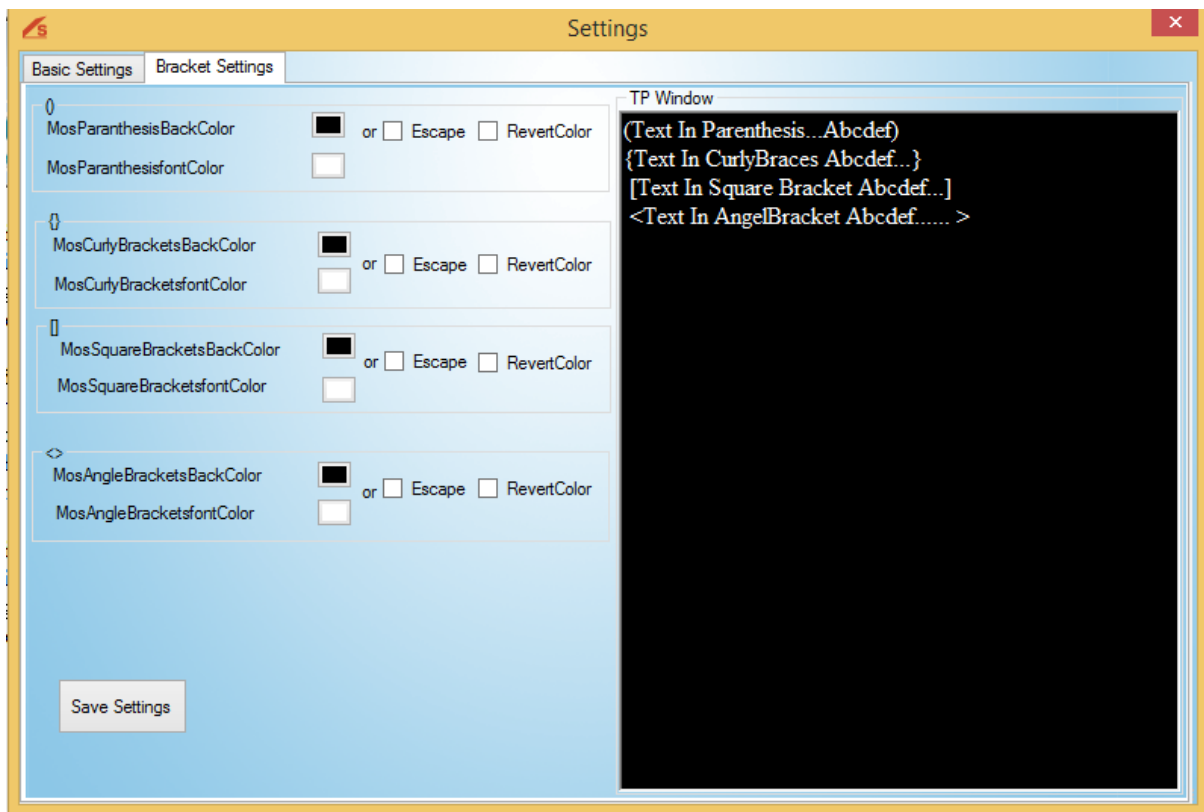 S
Settings
Basic Settings
Bracket Settings
()
MosParanthesisBackColor
or Escape RevertColor
MosParanthesisfontColor
{}
MosCurlyBracketsBackColor
or Escape RevertColor
MosCurlyBracketsfontColor
[]
MosSquareBracketsBackColor
or Escape RevertColor
MosSquareBracketsfontColor
<>
MosAngleBracketsBackColor
or Escape RevertColor
MosAngleBracketsfontColor
Save Settings
TP Window
(Text In Parenthesis...Abcdef)
{Text In CurlyBraces Abcdef...}
[Text In Square Bracket Abcdef...]
<Text In AngelBracket Abcdef...... >